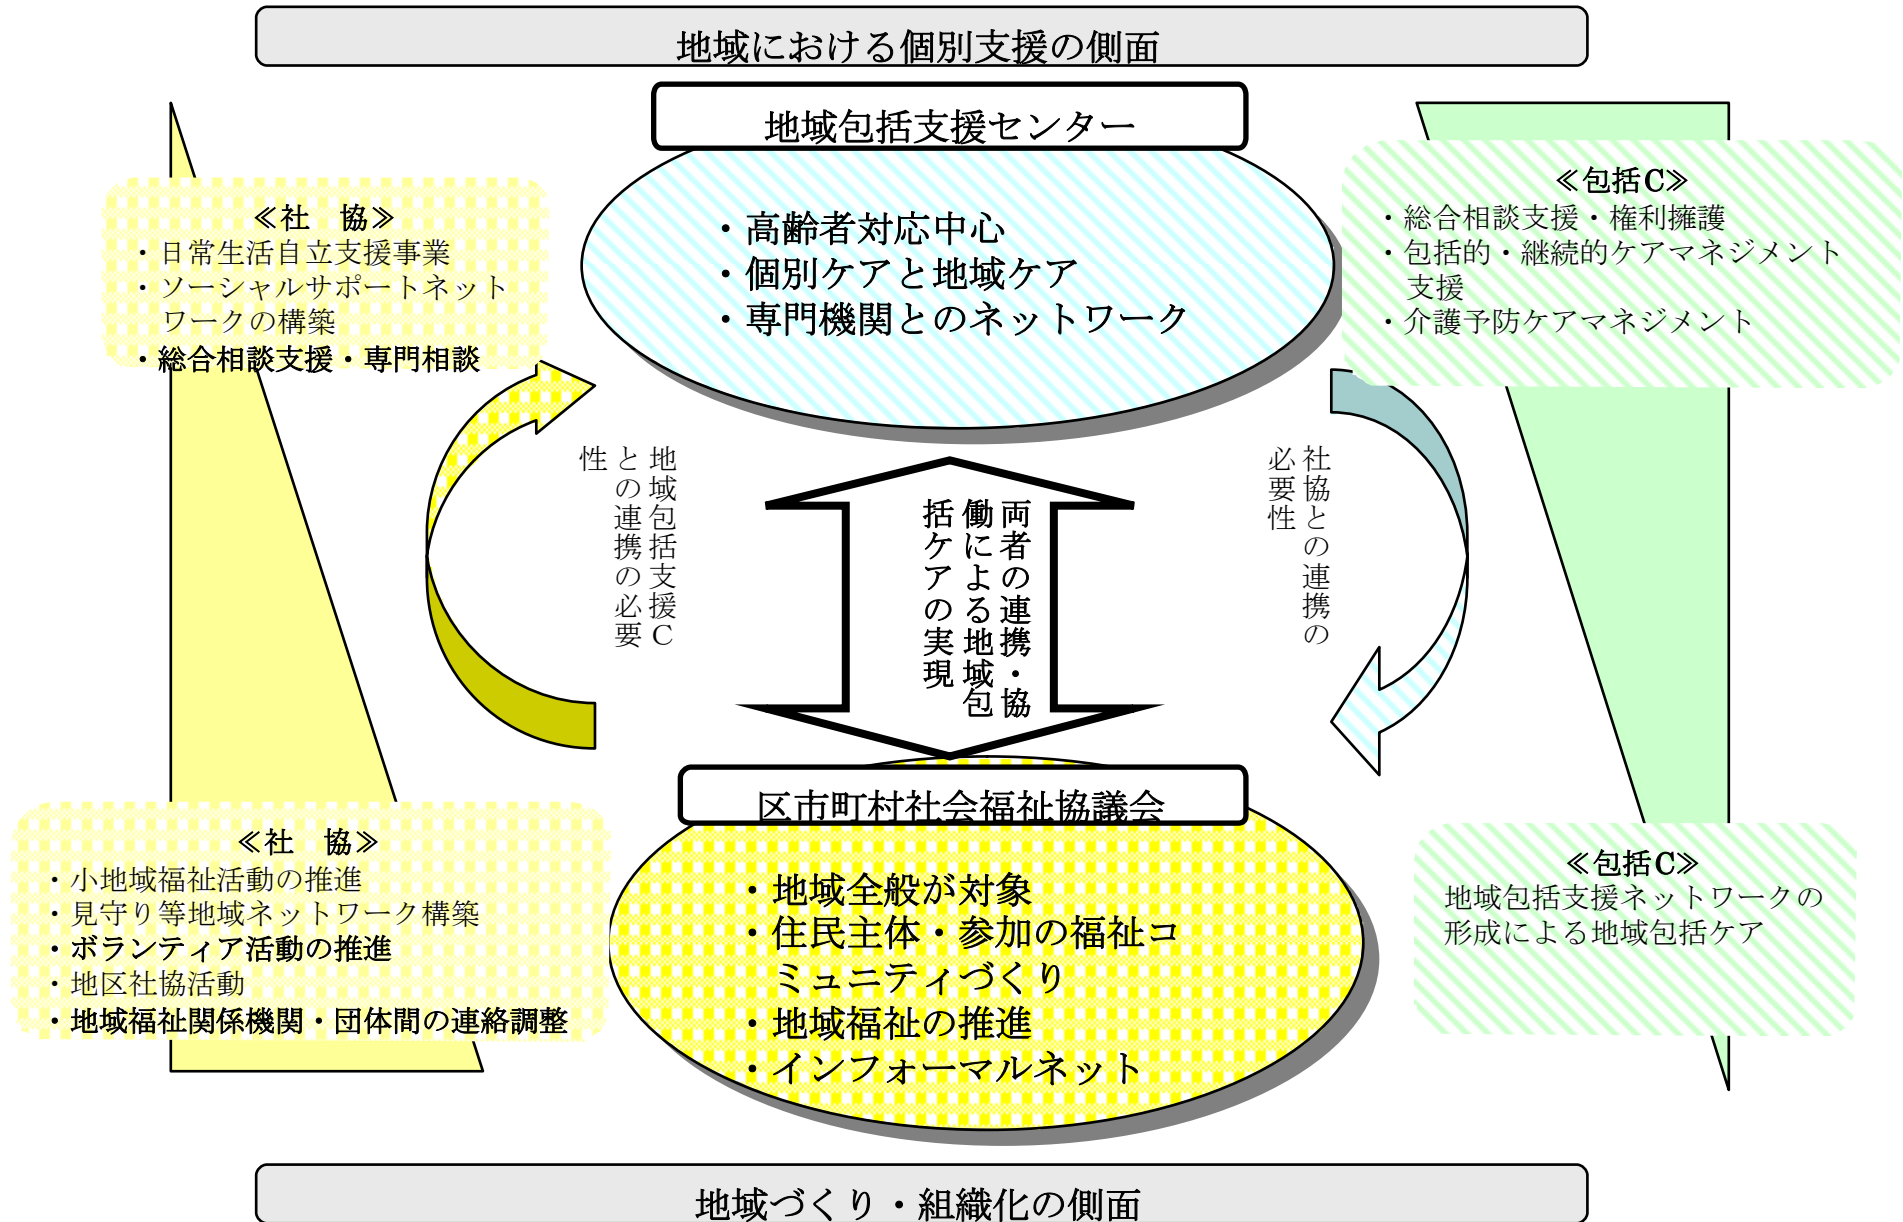 地域における個別支援の側面
地域包括支援センター
・高齢者対応中心
・個別ケアと地域ケア
・専門機関とのネットワーク
≪社　協≫
・日常生活自立支援事業
・ソーシャルサポートネット
ワークの構築
・総合相談支援・専門相談
≪包括C≫
・総合相談支援・権利擁護
・包括的・継続的ケアマネジメント
支援
・介護予防ケアマネジメント
地域包括支援C
との連携の必要
性
両者の連携・協
働による地域包
括ケアの実現
社協との連携の
必要性
区市町村社会福祉協議会
・地域全般が対象
・住民主体・参加の福祉コ
ミュニティづくり
・地域福祉の推進
・インフォーマルネット
≪社　協≫
・小地域福祉活動の推進
・見守り等地域ネットワーク構築
・ボランティア活動の推進
・地区社協活動
・地域福祉関係機関・団体間の連絡調整
≪包括C≫
地域包括支援ネットワークの
形成による地域包括ケア
地域づくり・組織化の側面